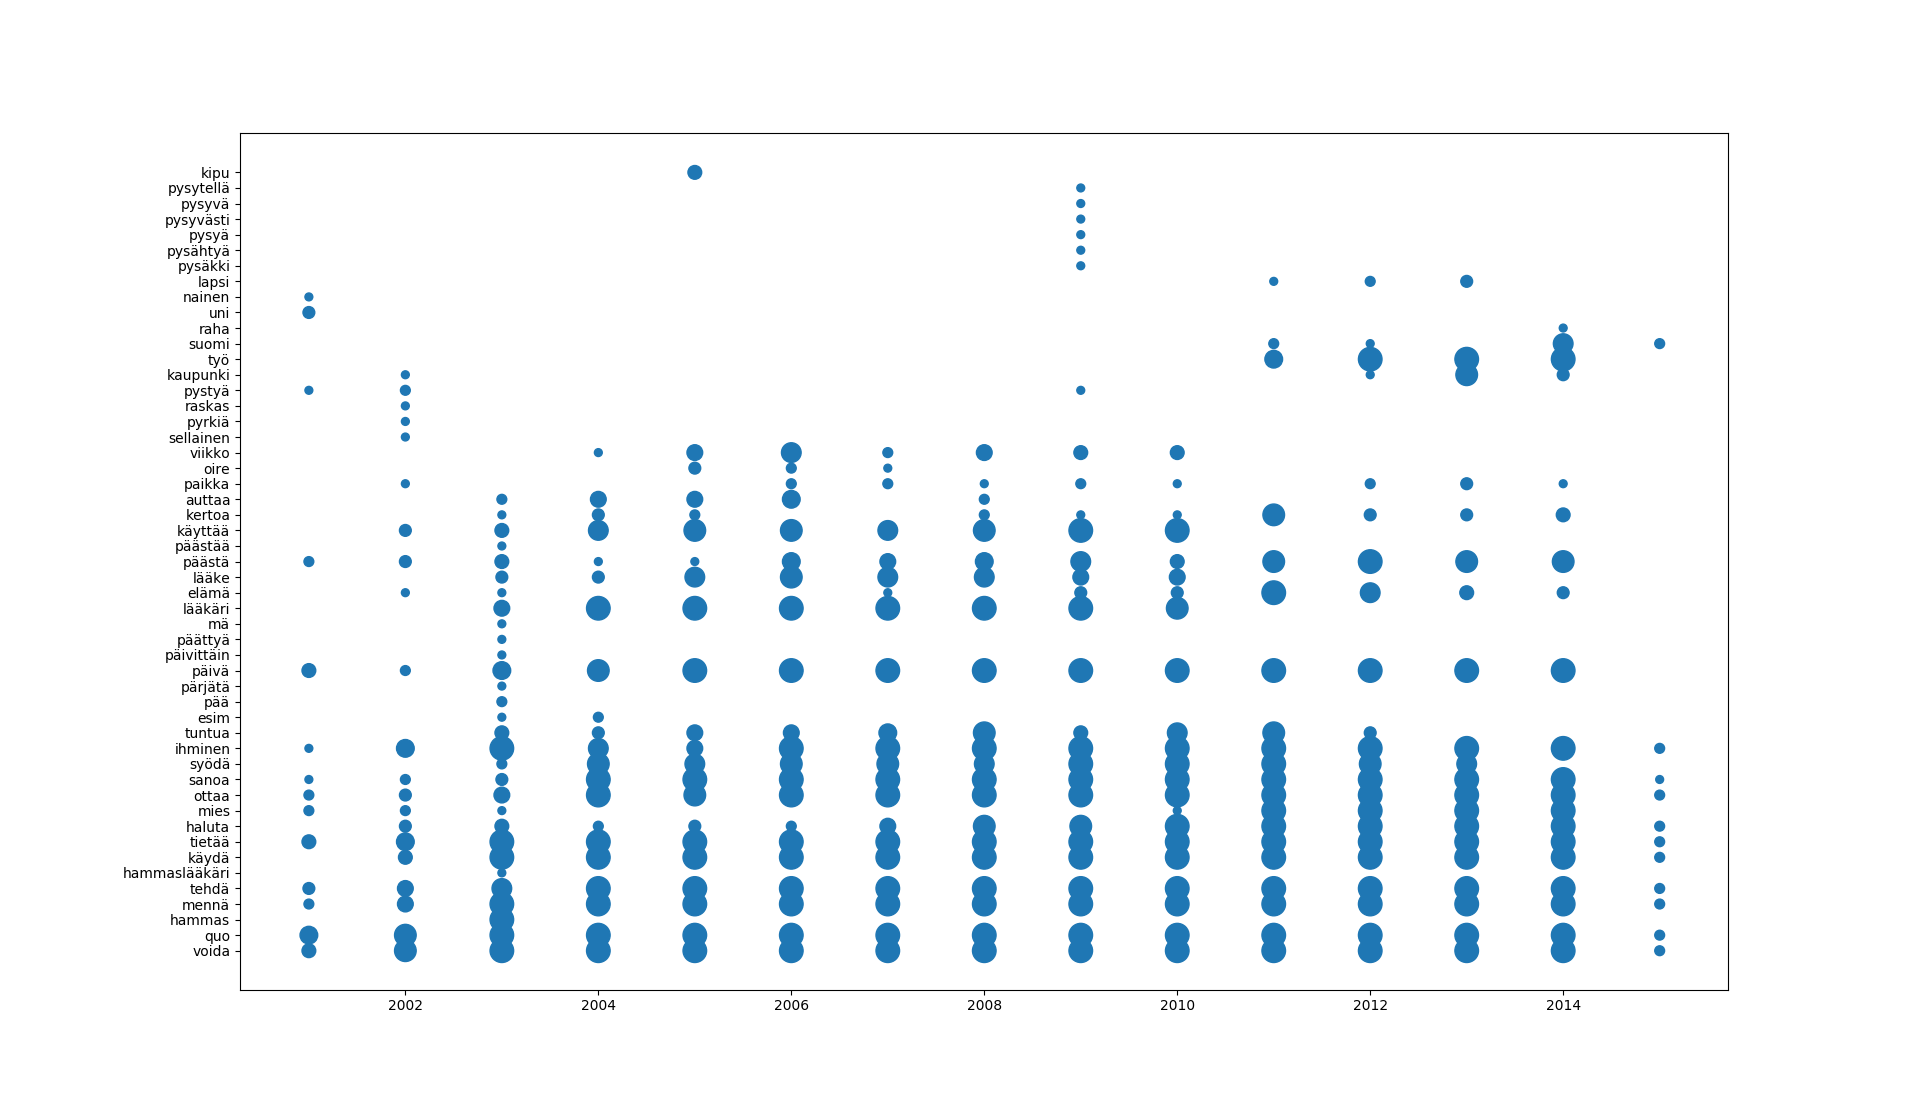 kipu
pysytellä
pysyvä
pysyvästi
pysyä
pysähtyä
pysäkki
lapsi
nainen
uni
raha
suomi
työ
kaupunki
pystyä
raskas
pyrkiä
sellainen
viikko
oire
paikka
auttaa
kertoa
käyttää
päästää
päästä
lääke
elämä
lääkäri
mä
päättyä
päivittäin
päivä
pärjätä
pää
esim
tuntua
ihminen
syödä
sanoa
ottaa
mies
haluta
tietää
käydä
hammaslääkäri
tehdä
mennä
hammas
quo
voida
2002 2004 2006 2008 2010 2012 2014